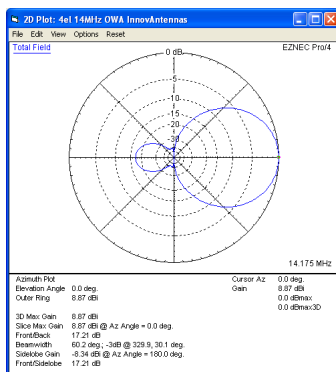 2D Plot: 4el 14MHz OWA InnovAntennas
File Edit View Options Reset
Total Field
EZNEC Pro/4
0 dB
-5
-10
-15
-20
-30
14.175 MHz
Azimuth Plot
Elevation Angle 0.0 deg.
Outer Ring 8.87 dBi
Cursor Az 0.0 deg.
Gain 8.87 dBi
0.0 dBmax
0.0 dBmax3D
3D Max Gain 8.87 dBi
Slice Max Gain 8.87 dBi @ Az Angle = 0.0 deg.
Front/Back 17.21 dB
Beamwidth 60.2 deg.; -3dB @ 329.9, 30.1 deg.
Sidelobe Gain -8.34 dBi @ Az Angle = 180.0 deg.
Front/Sidelobe 17.21 dB